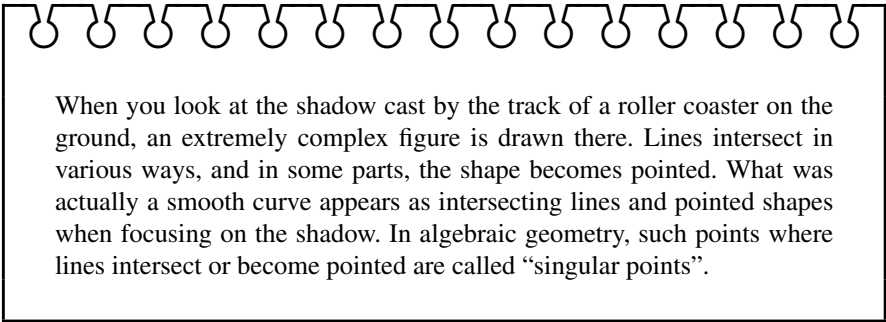 When you look at the shadow cast by the track of a roller coaster on the
ground, an extremely complex figure is drawn there. Lines intersect in
various ways, and in some parts, the shape becomes pointed. What was
actually a smooth curve appears as intersecting lines and pointed shapes
when focusing on the shadow. In algebraic geometry, such points where
lines intersect or become pointed are called “singular points”.